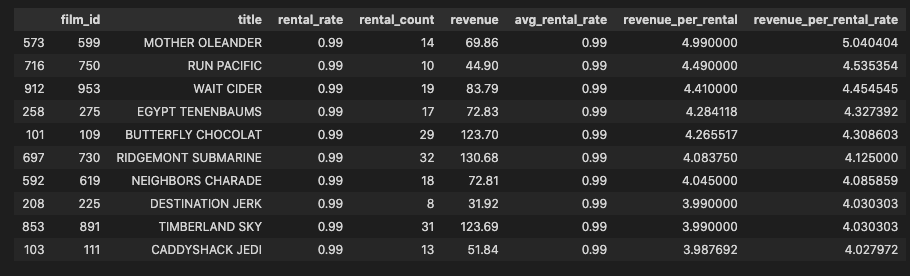 film_id title rental_rate rental_count revenue avg_rental_rate revenue_per_rental revenue_per_rental_rate
573 599 MOTHER OLEANDER 0.99 14 69.86 0.99 4.990000 5.040404
716 750 RUN PACIFIC 0.99 10 44.90 0.99 4.490000 4.535354
912 953 WAIT CIDER 0.99 19 83.79 0.99 4.410000 4.454545
258 275 EGYPT TENENBAUMS 0.99 17 72.83 0.99 4.284118 4.327392
101 109 BUTTERFLY CHOCOLAT 0.99 29 123.70 0.99 4.265517 4.308603
697 730 RIDGEMONT SUBMARINE 0.99 32 130.68 0.99 4.083750 4.125000
592 619 NEIGHBORS CHARADE 0.99 18 72.81 0.99 4.045000 4.085859
208 225 DESTINATION JERK 0.99 8 31.92 0.99 3.990000 4.030303
853 891 TIMBERLAND SKY 0.99 31 123.69 0.99 3.990000 4.030303
103 111 CADDYSHACK JEDI 0.99 13 51.84 0.99 3.987692 4.027972